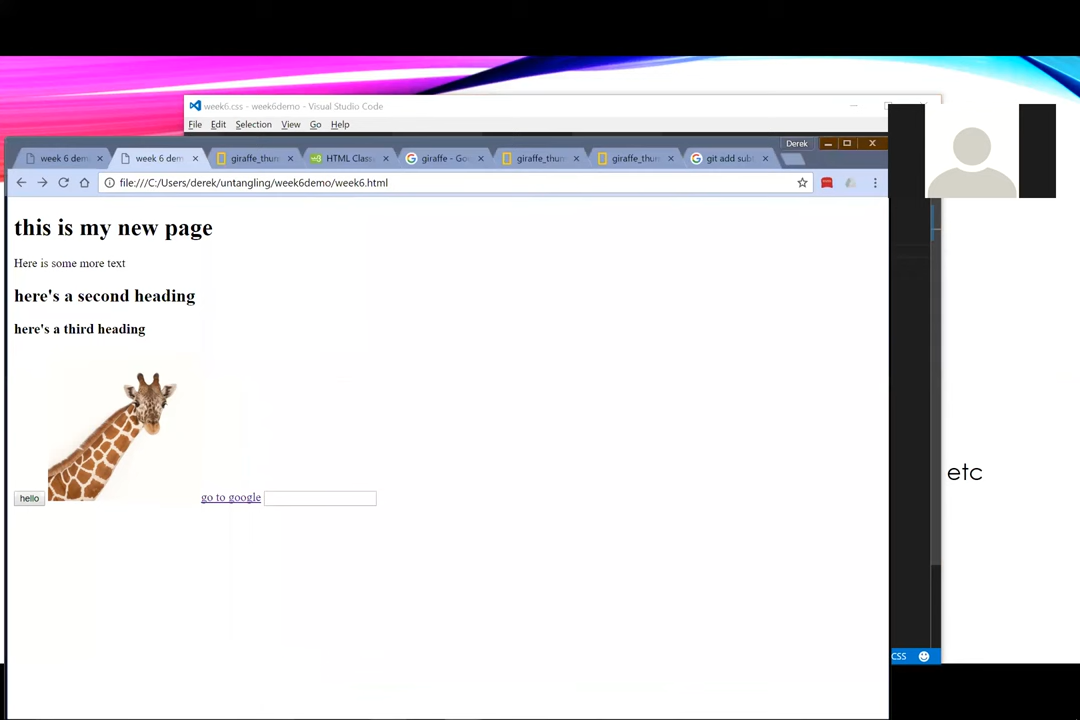 week6.css - week6demo - Visual Studio Code
File Edit Selection View Go Help
Derek
week 6 dem
week 6 dem
giraffe_thum
HTML Class
giraffe - Goo
giraffe_thum
giraffe_thum
git add subt
file:///C:/Users/derek/untangling/week6demo/week6.html
this is my new page
Here is some more text
here's a second heading
here's a third heading
etc
hello go to google
CSS